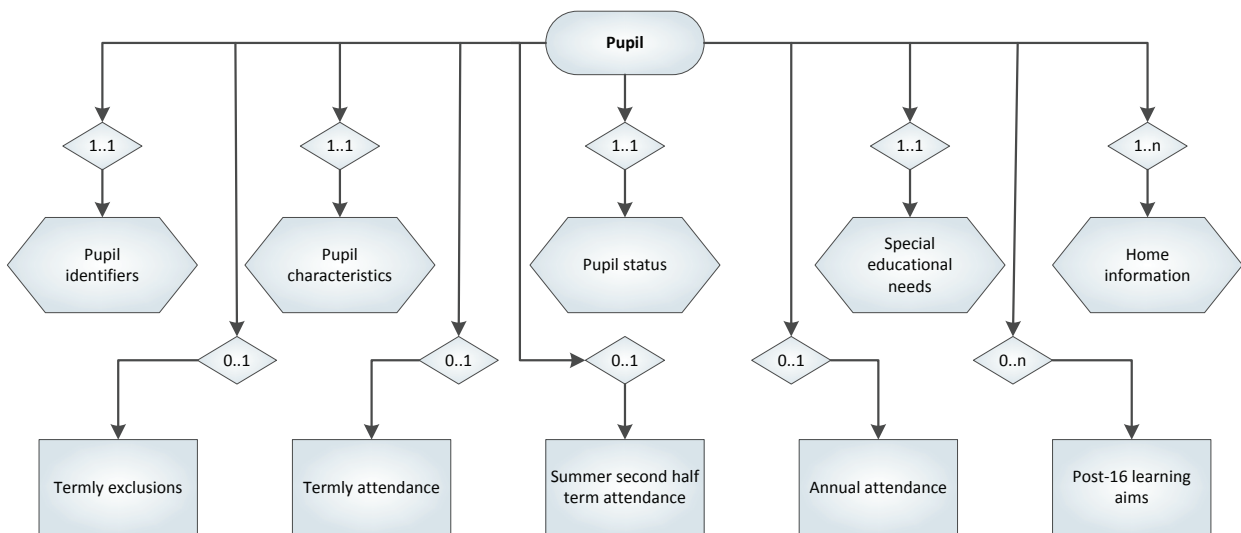 Pupil
1..1
1..1
1..1
1..1
1..n
Pupil
identifiers
Pupil
characteristics
Pupil status
Special
educational
needs
Home
information
0..1
0..1
0..1
0..1
0..n
Termly exclusions
Termly attendance
Summer second half
term attendance
Annual attendance
Post-16 learning
aims